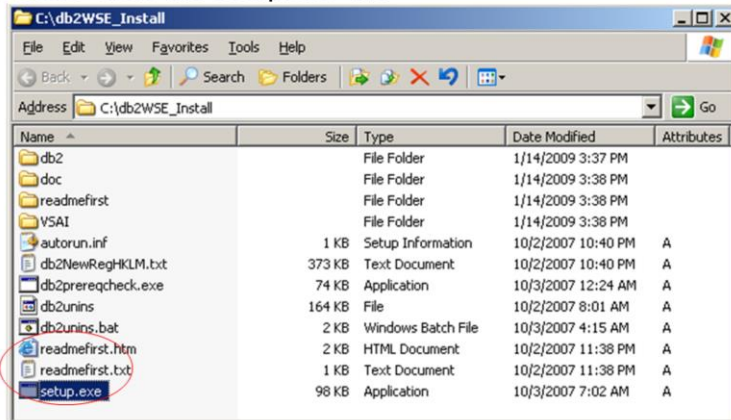 C:\db2WSE_Install
File Edit View Favorites Tools Help
Back Search Folders
Address C:\db2WSE_Install Go
Name Size Type Date Modified Attributes
db2 File Folder 1/14/2009 3:37 PM
doc File Folder 1/14/2009 3:38 PM
readmefirst File Folder 1/14/2009 3:38 PM
VSAI File Folder 1/14/2009 3:38 PM
autorun.inf 1 KB Setup Information 10/2/2007 10:40 PM A
db2NewRegHKLM.txt 373 KB Text Document 10/2/2007 10:40 PM A
db2prereqcheck.exe 74 KB Application 10/3/2007 12:24 AM A
db2unins 164 KB File 10/2/2007 8:01 AM A
db2unins.bat 2 KB Windows Batch File 10/3/2007 4:15 AM A
readmefirst.htm 2 KB HTML Document 10/2/2007 11:38 PM A
readmefirst.txt 1 KB Text Document 10/2/2007 11:38 PM A
setup.exe 98 KB Application 10/3/2007 7:02 AM A